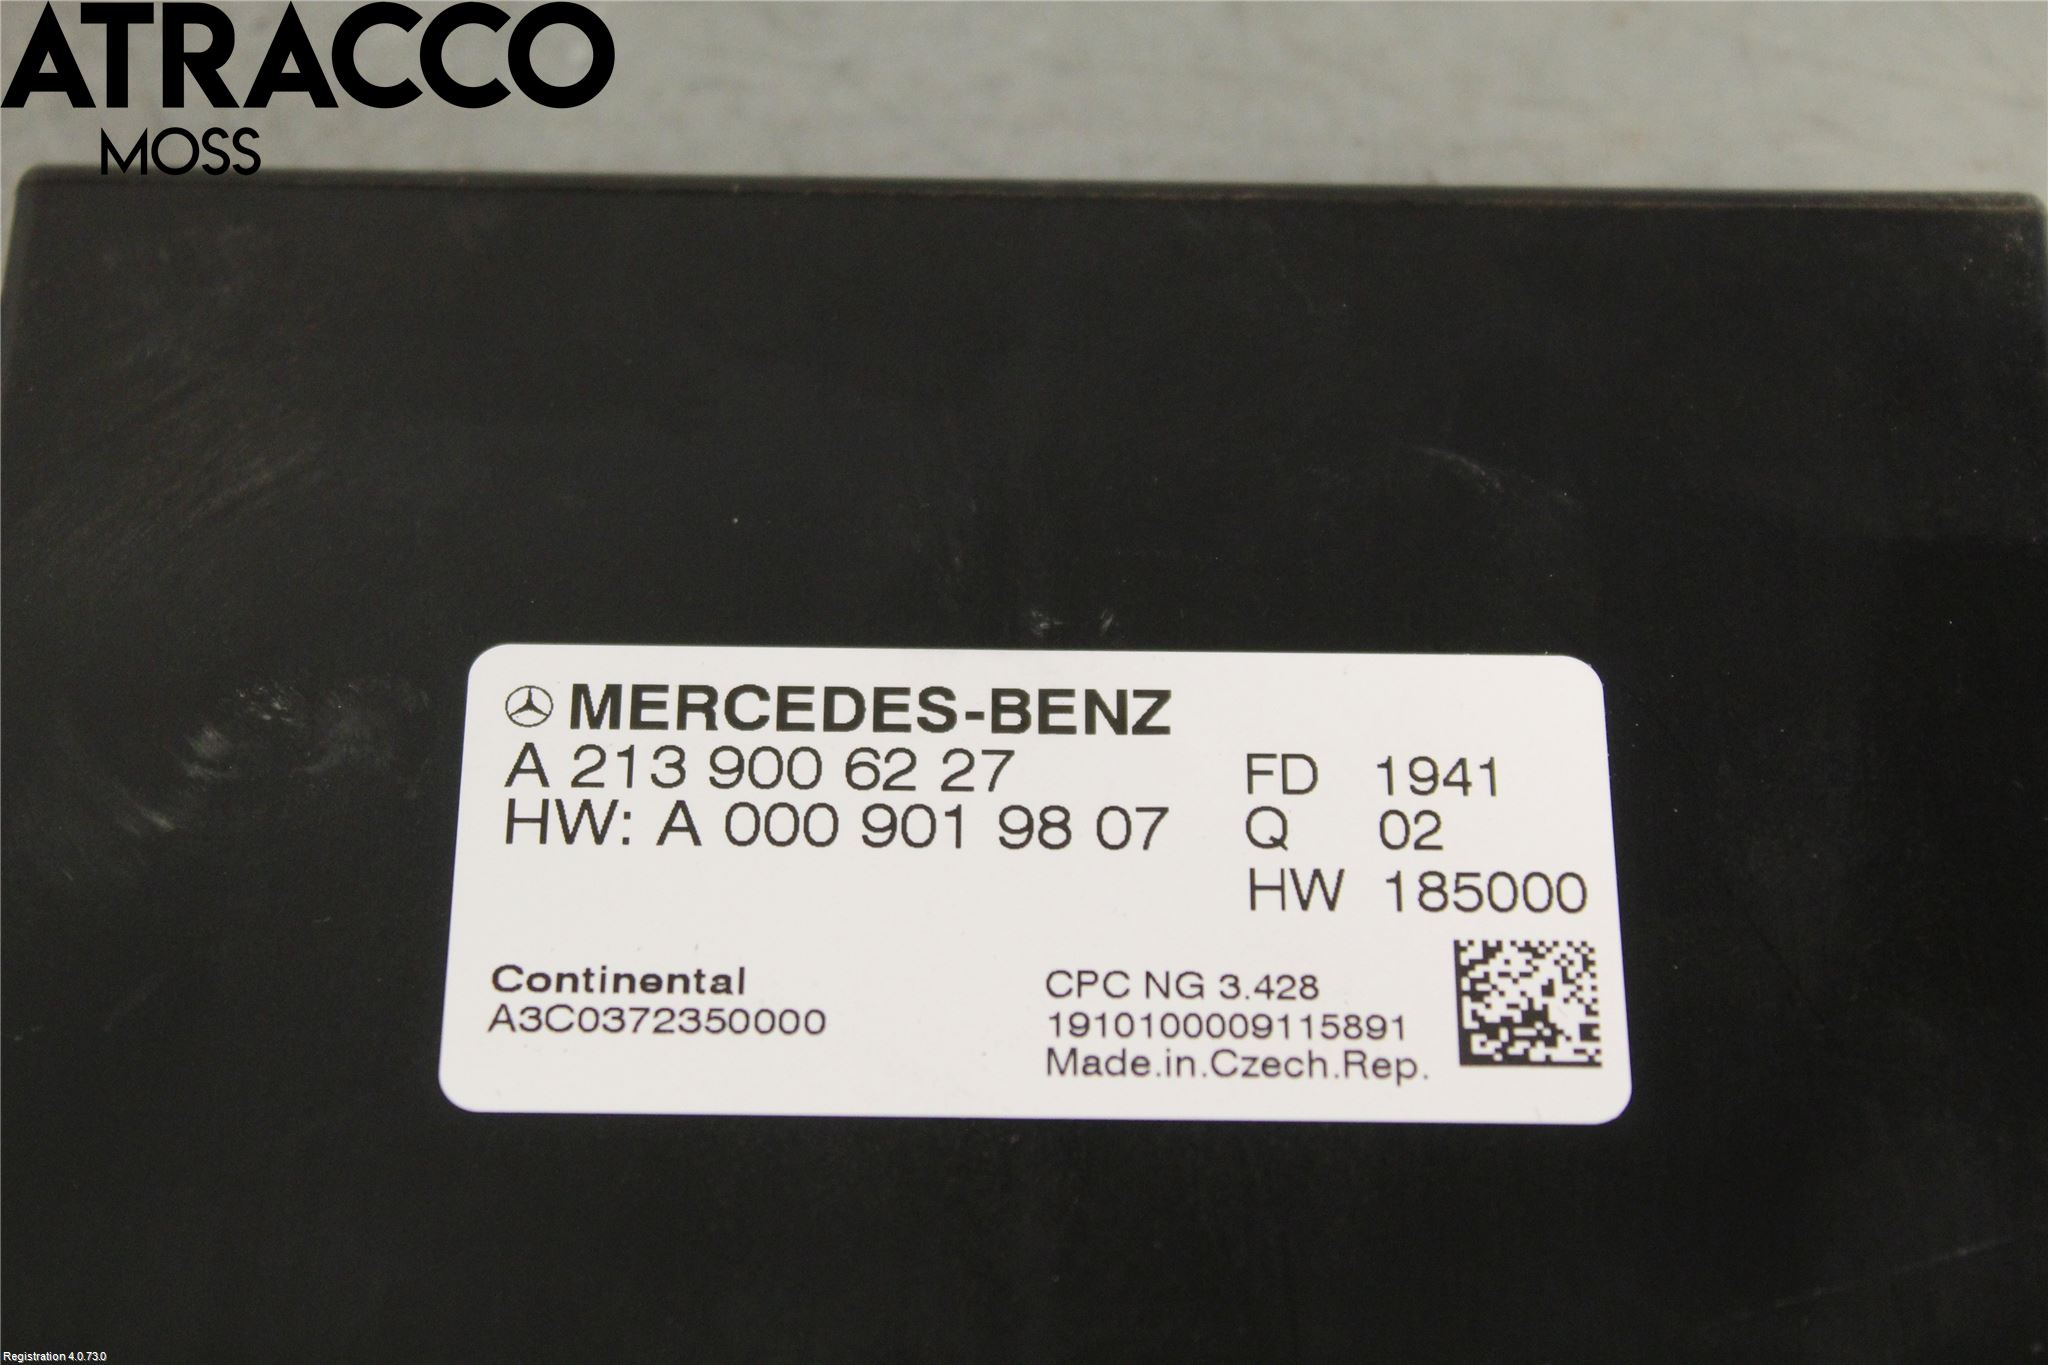 ATRACCO
MOSS
MERCEDES-BENZ
A 213 900 62 27
HW: A 000 901 98 07
FD 1941
Q 02
HW 185000
Continental
A3C0372350000
CPC NG 3.428
1910100009115891
Made.in.Czech.Rep.
Registration 4.0.73.0